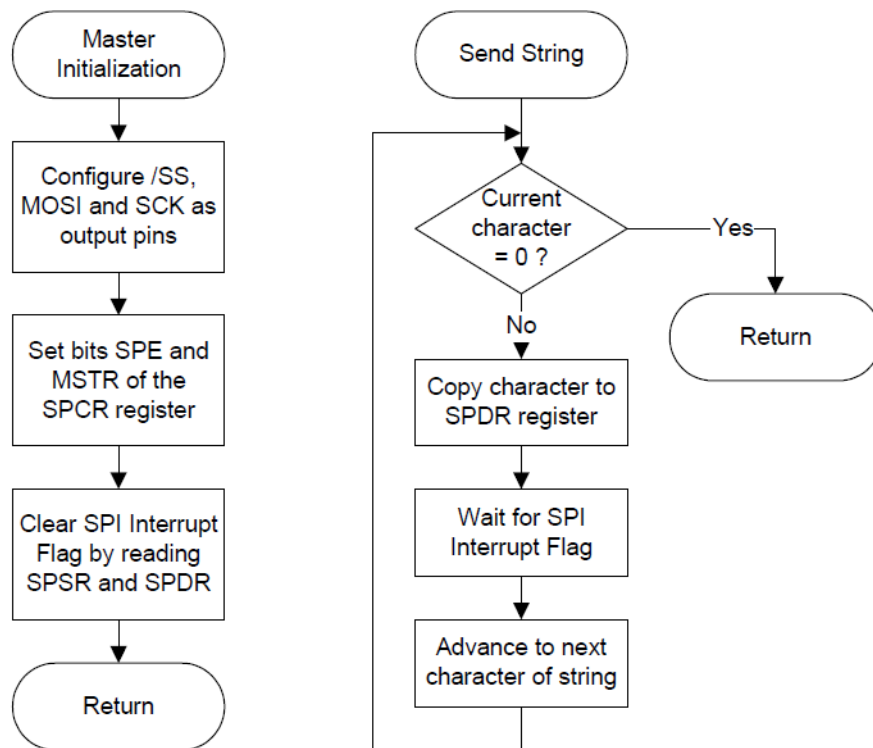 Master
Initialization
Configure /SS,
MOSI and SCK as
output pins
Set bits SPE and
MSTR of the
SPCR register
Clear SPI Interrupt
Flag by reading
SPSR and SPDR
Return
Send String
Current
character
= 0 ?
Yes
Return
No
Copy character to
SPDR register
Wait for SPI
Interrupt Flag
Advance to next
character of string